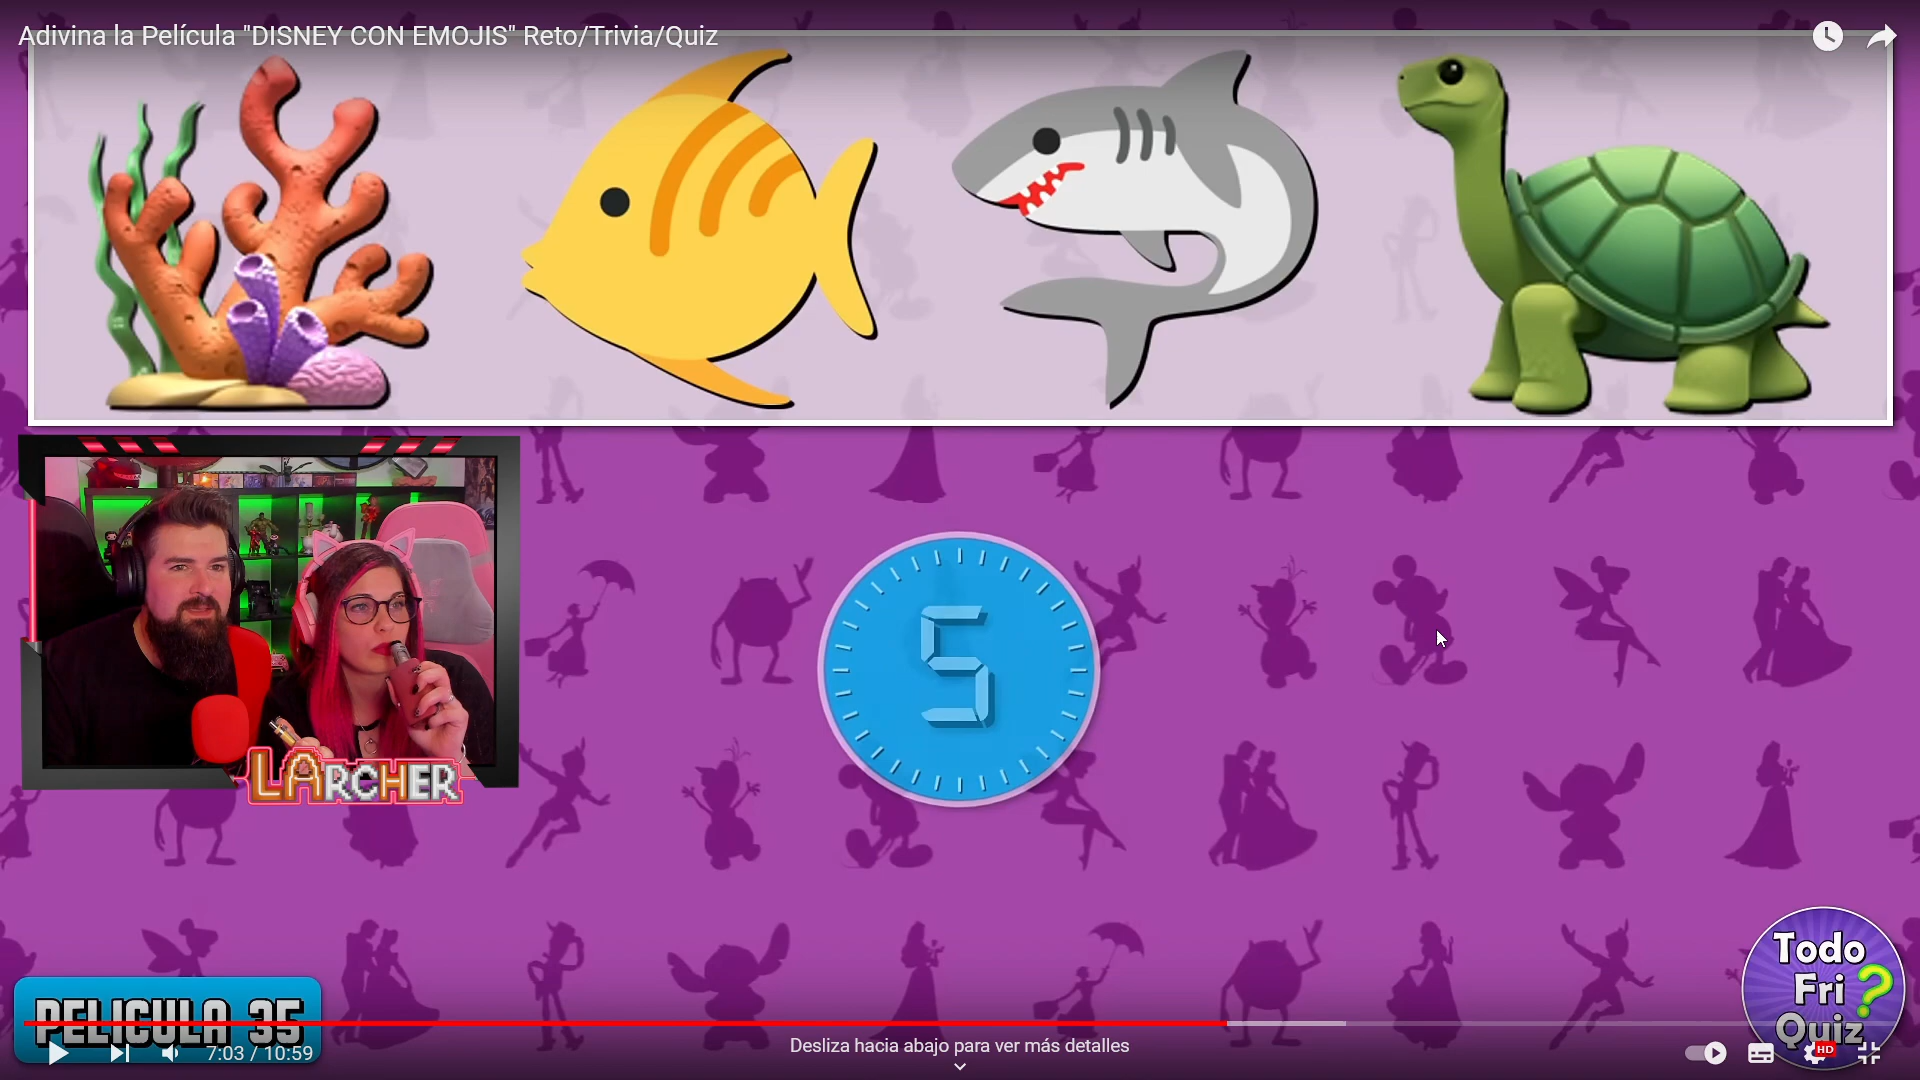 Adivina la Película "DISNEY CON EMOJIS" Reto/Trivia/Quiz
5
LARCHER
Todo
Fri
Quiz
?
PELICULA 35
7:03 / 10:59
Desliza hacia abajo para ver más detalles
HD